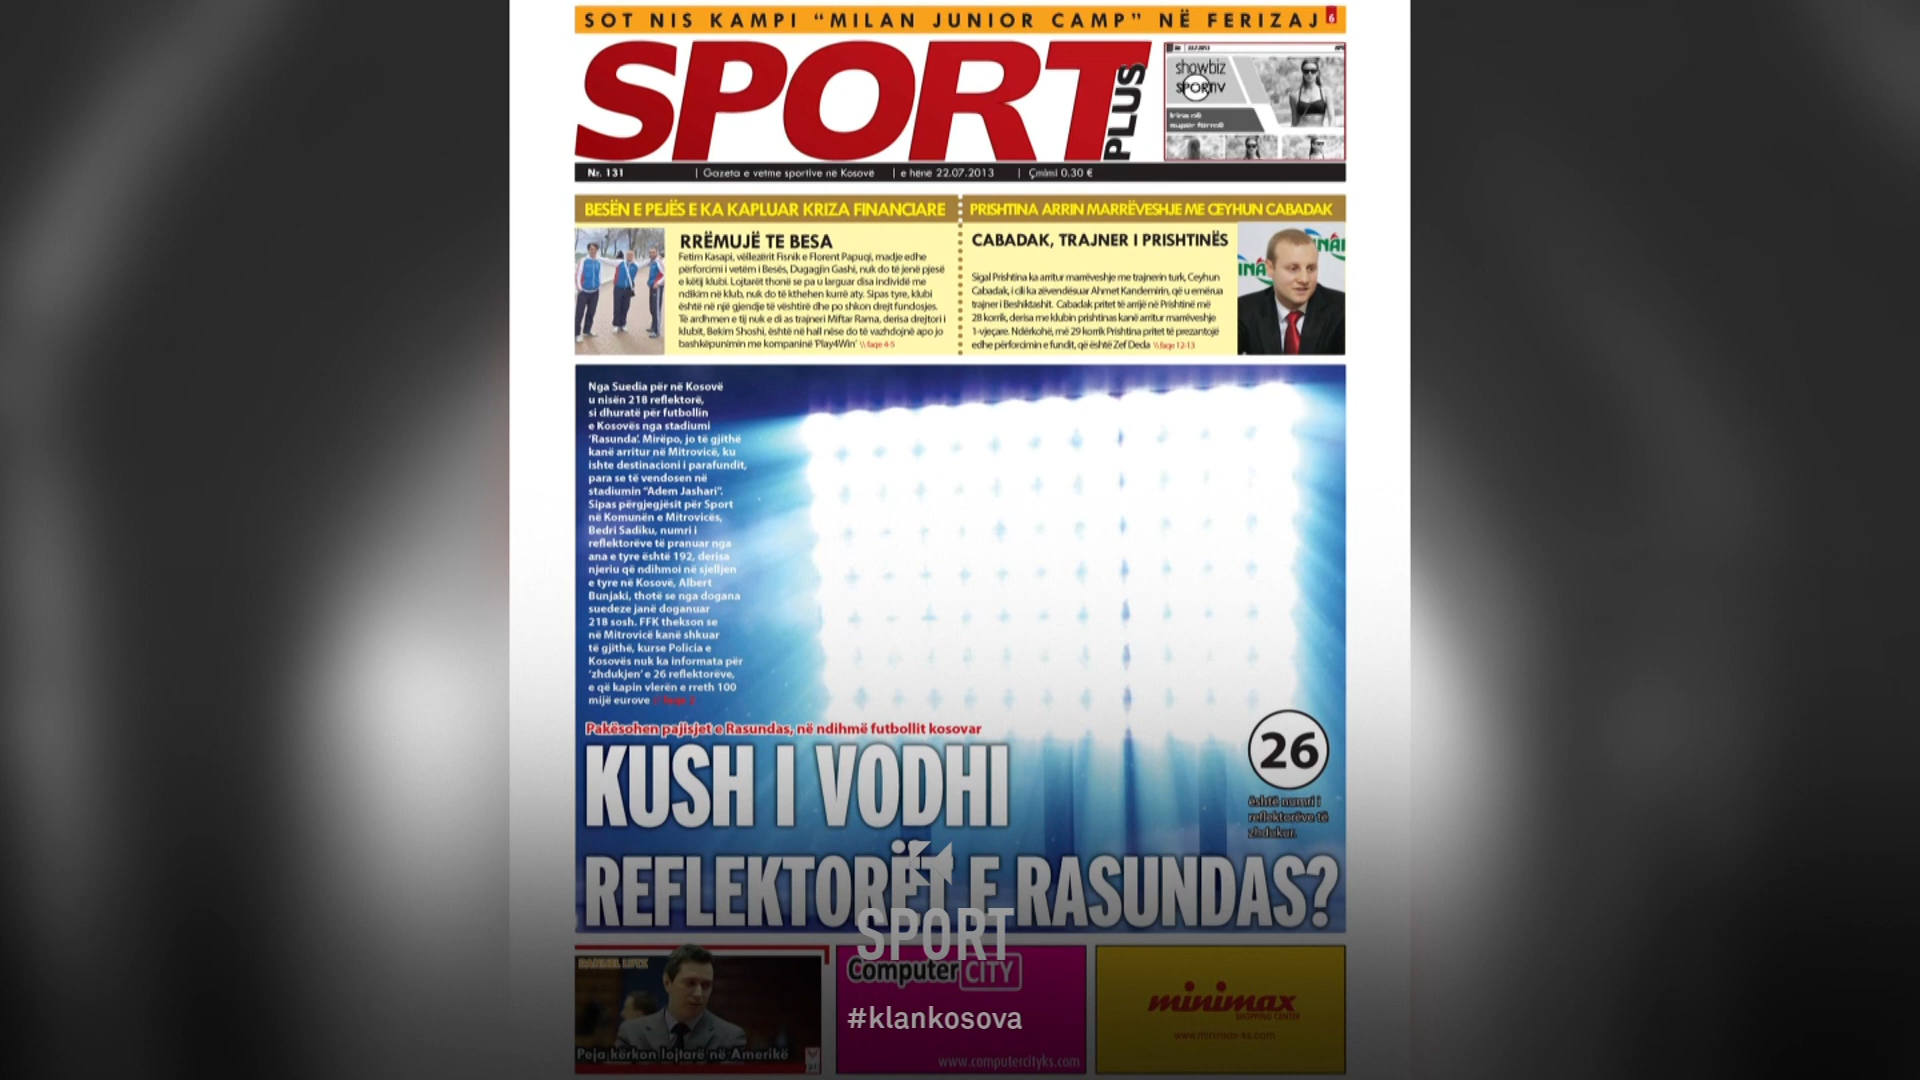 SOT NIS KAMPI “MILAN JUNIOR CAMP” NË FERIZAJ 6
SPORT
PLUS
showbiz
SPORTIV
Irina në
super formë
Nr. 131 | Gazeta e vetme sportive në Kosovë | e hënë 22.07.2013 | Çmimi 0.30 €
BESËN E PEJËS E KA KAPLUAR KRIZA FINANCIARE
RRËMUJË TE BESA
Fetim Kasapi, vëllezërit Fisnik e Florent Papuqi, madje edhe
përforcimi i vetëm i Besës, Dugagjin Gashi, nuk do të jenë pjesë
e këtij klubi. Lojtarët thonë se pa u larguar disa individë me
ndikim në klub, nuk do të kthehen kurrë aty. Sipas tyre, klubi
është në një gjendje të vështirë dhe po shkon drejt fundosjes.
Të ardhmen e tij nuk e di as trajneri Miftar Rama, derisa drejtori i
klubit, Bekim Shoshi, është në hall nëse do të vazhdojnë apo jo
bashkëpunimin me kompaninë ‘Play4Win’ \\ faqe 4-5
PRISHTINA ARRIN MARRËVESHJE ME CEYHUN CABADAK
CABADAK, TRAJNER I PRISHTINËS
Sigal Prishtina ka arritur marrëveshje me trajnerin turk, Ceyhun
Cabadak, i cili ka zëvendësuar Ahmet Kandemirin, që u emërua
trajner i Beshiktashit. Cabadak pritet të arrijë në Prishtinë më
28 korrik, derisa me klubin prishtinas kanë arritur marrëveshje
1-vjeçare. Ndërkohë, më 29 korrik Prishtina pritet të prezantojë
edhe përforcimin e fundit, që është Zef Deda \\ faqe 12-13
Nga Suedia për në Kosovë
u nisën 218 reflektorë,
si dhuratë për futbollin
e Kosovës nga stadiumi
‘Rasunda’. Mirëpo, jo të gjithë
kanë arritur në Mitrovicë, ku
ishte destinacioni i parafundit,
para se të vendosen në
stadiumin “Adem Jashari”.
Sipas përgjegjësit për Sport
në Komunën e Mitrovicës,
Bedri Sadiku, numri i
reflektorëve të pranuar nga
ana e tyre është 192, derisa
njeriu që ndihmoi në sjelljen
e tyre në Kosovë, Albert
Bunjaki, thotë se nga dogana
suedeze janë doganuar
218 sosh. FFK thekson se
në Mitrovicë kanë shkuar
të gjithë, kurse Policia e
Kosovës nuk ka informata për
‘zhdukjen’ e 26 reflektorëve,
e që kapin vlerën e rreth 100
mijë eurove
Pakësohen pajisjet e Rasundas, në ndihmë futbollit kosovar
KUSH I VODHI
REFLEKTORËT E RASUNDAS?
26
është numri i
reflektorëve të
zhdukur.
SPORT
#klankosova
Peja kërkon lojtarë në Amerikë
Computer CITY
www.computercityks.com
minimax
SHOPPING CENTER
www.minimax-ks.com